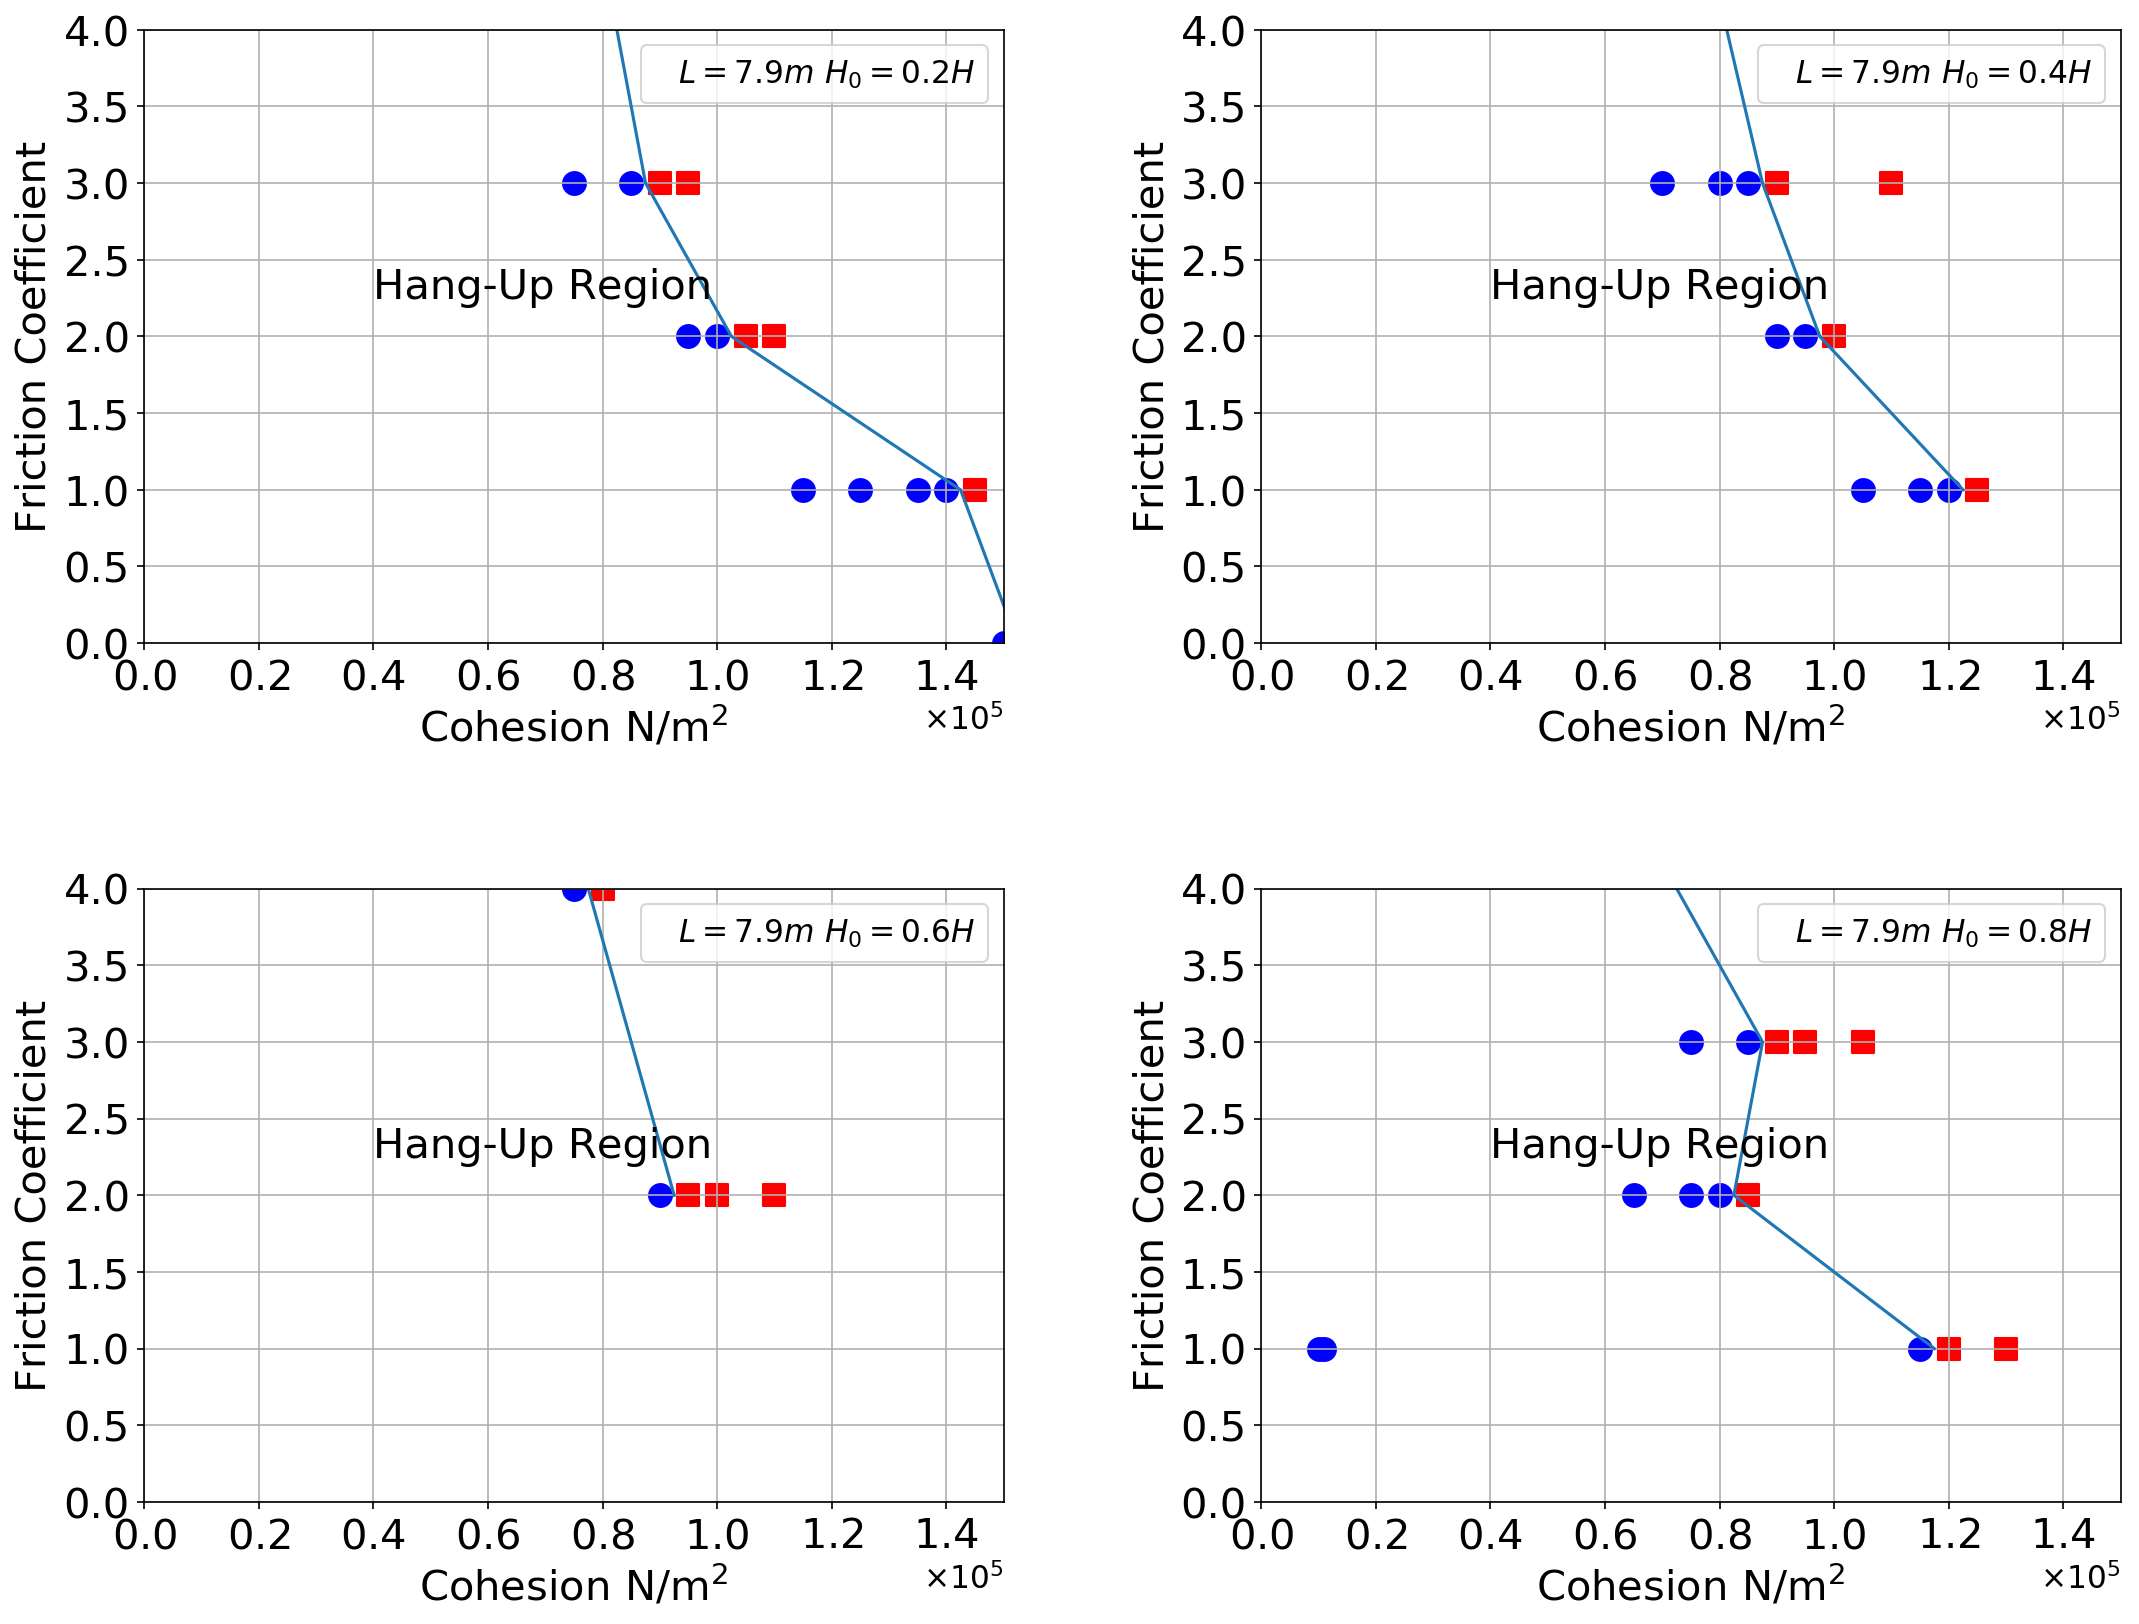 4.0
3.5
3.0
2.5
2.0
1.5
1.0
0.5
0.0
Friction Coefficient
L = 7.9m H₀ = 0.2H
Hang-Up Region
0.0 0.2 0.4 0.6 0.8 1.0 1.2 1.4
×10⁵
Cohesion N/m²
4.0
3.5
3.0
2.5
2.0
1.5
1.0
0.5
0.0
Friction Coefficient
L = 7.9m H₀ = 0.4H
Hang-Up Region
0.0 0.2 0.4 0.6 0.8 1.0 1.2 1.4
×10⁵
Cohesion N/m²
4.0
3.5
3.0
2.5
2.0
1.5
1.0
0.5
0.0
Friction Coefficient
L = 7.9m H₀ = 0.6H
Hang-Up Region
0.0 0.2 0.4 0.6 0.8 1.0 1.2 1.4
×10⁵
Cohesion N/m²
4.0
3.5
3.0
2.5
2.0
1.5
1.0
0.5
0.0
Friction Coefficient
L = 7.9m H₀ = 0.8H
Hang-Up Region
0.0 0.2 0.4 0.6 0.8 1.0 1.2 1.4
×10⁵
Cohesion N/m²